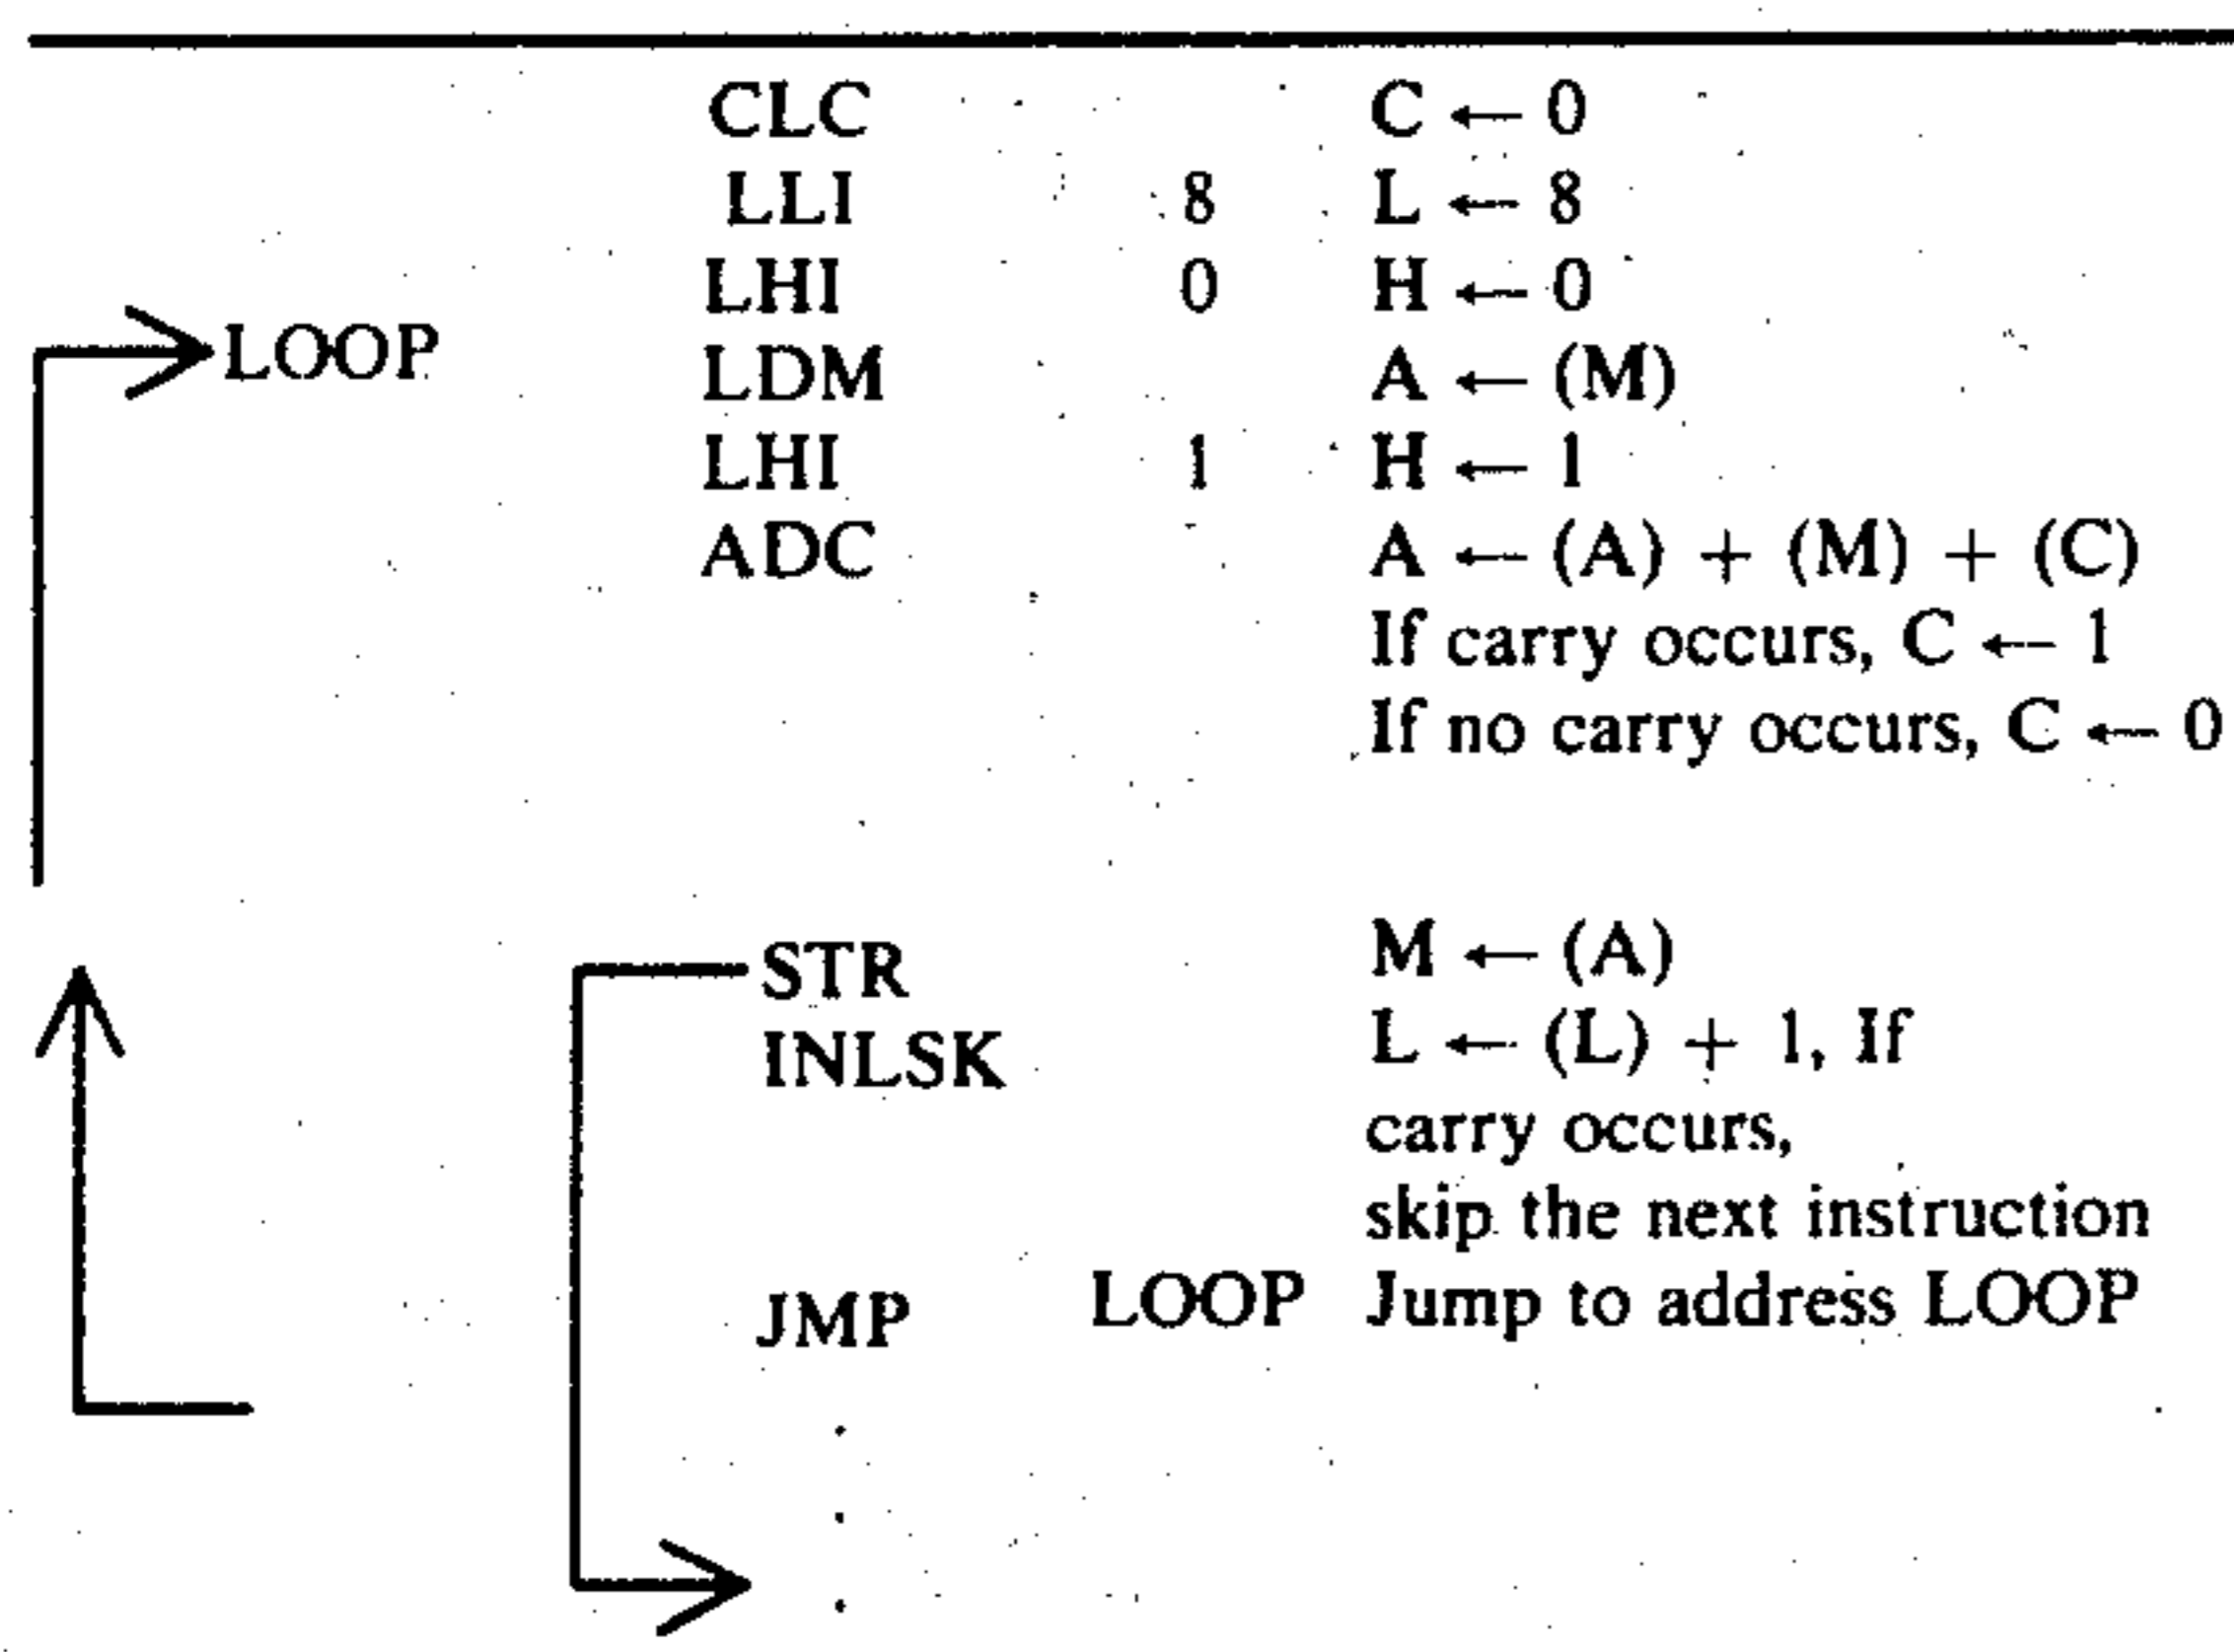 CLC C ← 0
LLI 8 L ← 8
LHI 0 H ← 0
LOOP LDM A ← (M)
LHI 1 H ← 1
ADC A ← (A) + (M) + (C)
If carry occurs, C ← 1
If no carry occurs, C ← 0
STR M ← (A)
INLSK L ← (L) + 1, If
carry occurs,
skip the next instruction
JMP LOOP Jump to address LOOP